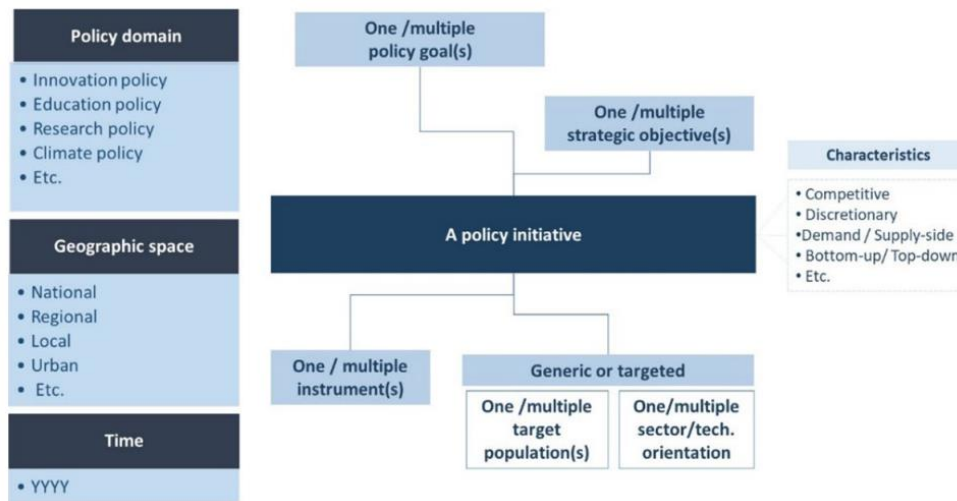 Policy domain
• Innovation policy
• Education policy
• Research policy
• Climate policy
• Etc.
Geographic space
• National
• Regional
• Local
• Urban
• Etc.
Time
• YYYY
One /multiple
policy goal(s)
One /multiple
strategic objective(s)
A policy initiative
One / multiple
instrument(s)
Generic or targeted
One /multiple
target
population(s)
One/multiple
sector/tech.
orientation
Characteristics
• Competitive
• Discretionary
•Demand / Supply-side
• Bottom-up/ Top-down
• Etc.